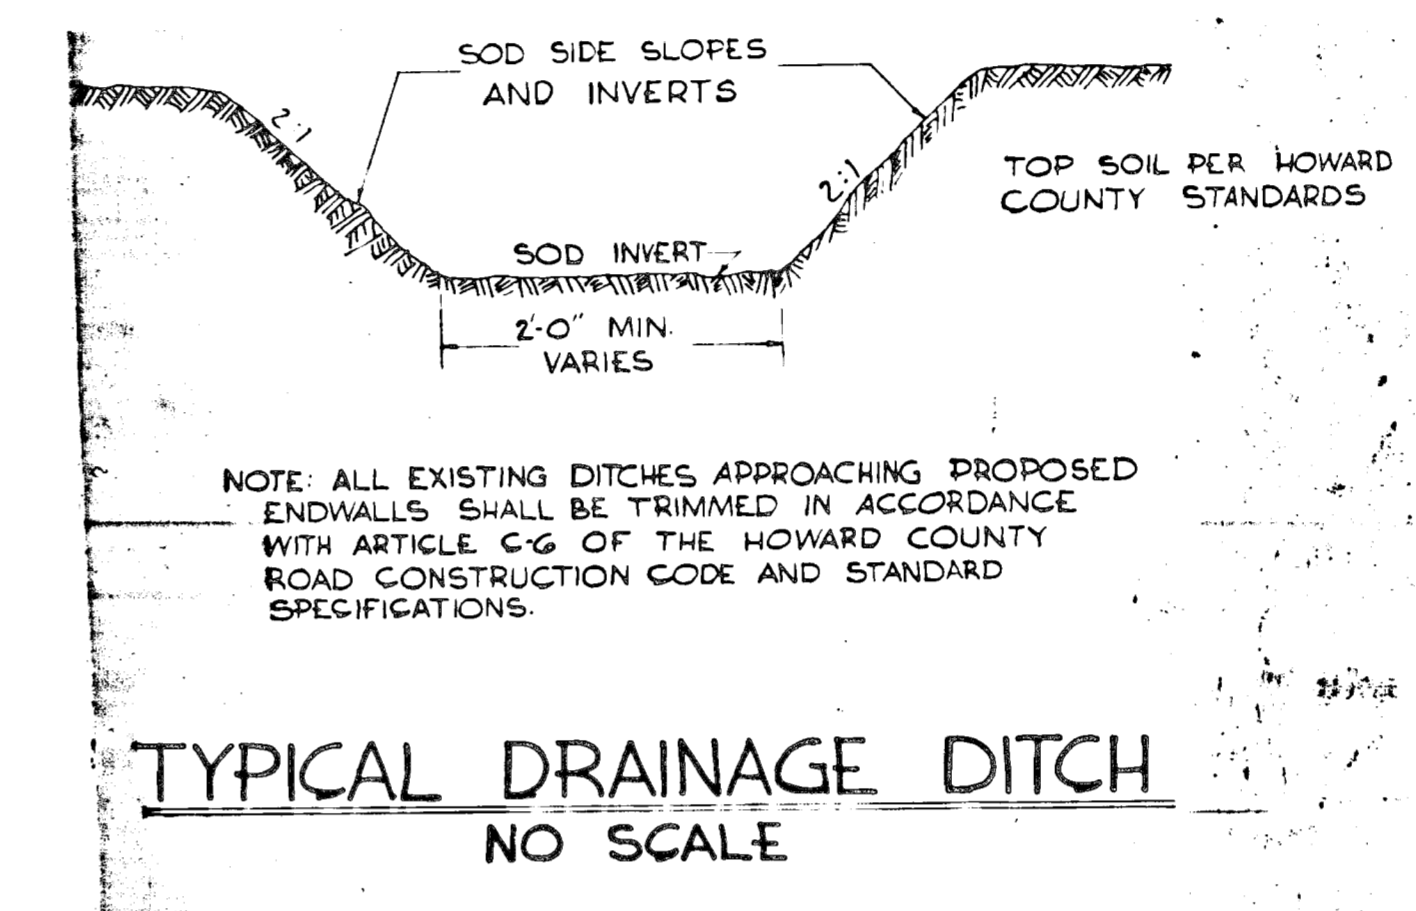 SOD SIDE SLOPES
AND INVERTS
2:1
2:1
TOP SOIL PER HOWARD
COUNTY STANDARDS
SOD INVERT
2'-0" MIN.
VARIES
NOTE: ALL EXISTING DITCHES APPROACHING PROPOSED
ENDWALLS SHALL BE TRIMMED IN ACCORDANCE
WITH ARTICLE C-6 OF THE HOWARD COUNTY
ROAD CONSTRUCTION CODE AND STANDARD
SPECIFICATIONS.
TYPICAL DRAINAGE DITCH
NO SCALE